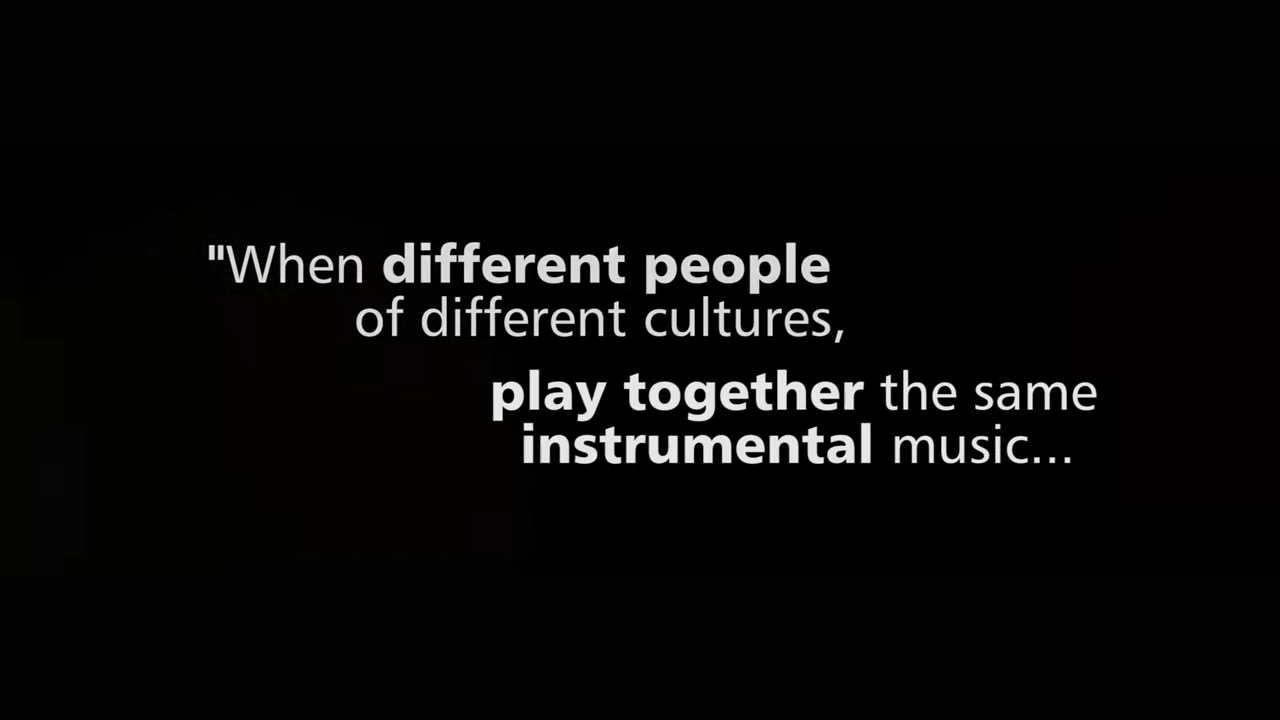 "When different people
of different cultures,
play together the same
instrumental music...